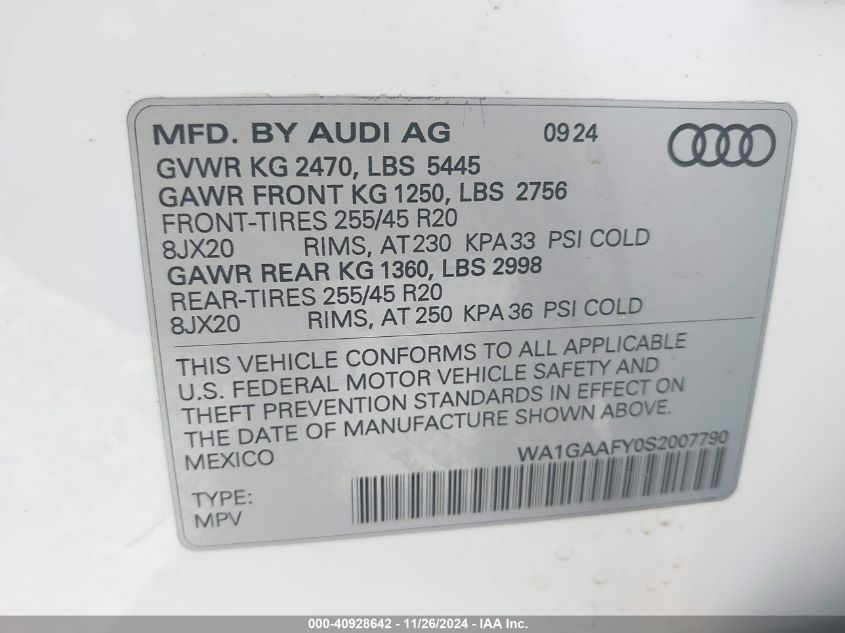 MFD. BY AUDI AG 09 24
GVWR KG 2470, LBS 5445
GAWR FRONT KG 1250, LBS 2756
FRONT-TIRES 255/45 R20
8JX20 RIMS, AT 230 KPA 33 PSI COLD
GAWR REAR KG 1360, LBS 2998
REAR-TIRES 255/45 R20
8JX20 RIMS, AT 250 KPA 36 PSI COLD
THIS VEHICLE CONFORMS TO ALL APPLICABLE
U.S. FEDERAL MOTOR VEHICLE SAFETY AND
THEFT PREVENTION STANDARDS IN EFFECT ON
THE DATE OF MANUFACTURE SHOWN ABOVE.
MEXICO WA1GAAFY0S2007790
TYPE:
MPV
000-40928642 - 11/26/2024 - IAA Inc.